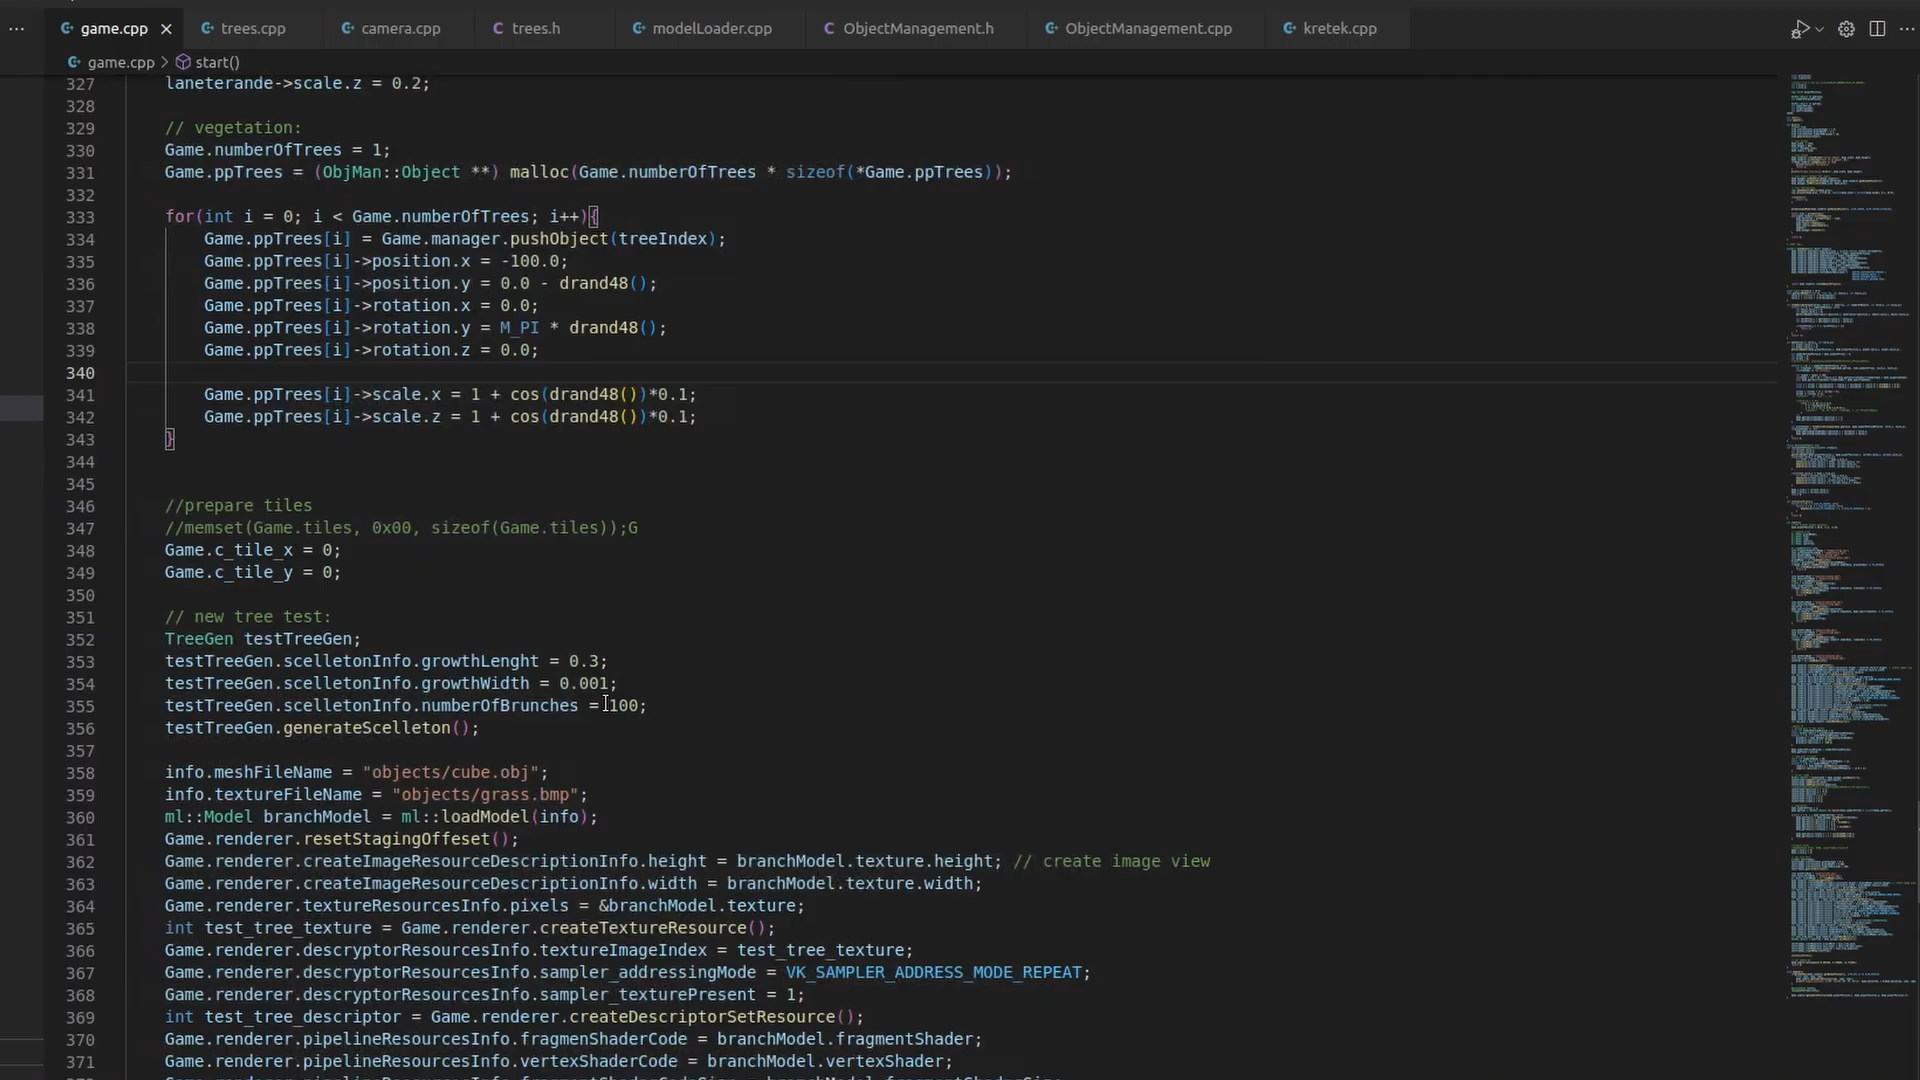 game.cpp trees.cpp camera.cpp trees.h modelLoader.cpp ObjectManagement.h ObjectManagement.cpp kretek.cpp
game.cpp > start()
327 laneterande->scale.z = 0.2;
328
329 // vegetation:
330 Game.numberOfTrees = 1;
331 Game.ppTrees = (ObjMan::Object **) malloc(Game.numberOfTrees * sizeof(*Game.ppTrees));
332
333 for(int i = 0; i < Game.numberOfTrees; i++){
334 Game.ppTrees[i] = Game.manager.pushObject(treeIndex);
335 Game.ppTrees[i]->position.x = -100.0;
336 Game.ppTrees[i]->position.y = 0.0 - drand48();
337 Game.ppTrees[i]->rotation.x = 0.0;
338 Game.ppTrees[i]->rotation.y = M_PI * drand48();
339 Game.ppTrees[i]->rotation.z = 0.0;
340
341 Game.ppTrees[i]->scale.x = 1 + cos(drand48())*0.1;
342 Game.ppTrees[i]->scale.z = 1 + cos(drand48())*0.1;
343 }
344
345
346 //prepare tiles
347 //memset(Game.tiles, 0x00, sizeof(Game.tiles));G
348 Game.c_tile_x = 0;
349 Game.c_tile_y = 0;
350
351 // new tree test:
352 TreeGen testTreeGen;
353 testTreeGen.scelletonInfo.growthLenght = 0.3;
354 testTreeGen.scelletonInfo.growthWidth = 0.001;
355 testTreeGen.scelletonInfo.numberOfBrunches = 100;
356 testTreeGen.generateScelleton();
357
358 info.meshFileName = "objects/cube.obj";
359 info.textureFileName = "objects/grass.bmp";
360 ml::Model branchModel = ml::loadModel(info);
361 Game.renderer.resetStagingOffeset();
362 Game.renderer.createImageResourceDescriptionInfo.height = branchModel.texture.height; // create image view
363 Game.renderer.createImageResourceDescriptionInfo.width = branchModel.texture.width;
364 Game.renderer.textureResourcesInfo.pixels = &branchModel.texture;
365 int test_tree_texture = Game.renderer.createTextureResource();
366 Game.renderer.descryptorResourcesInfo.textureImageIndex = test_tree_texture;
367 Game.renderer.descryptorResourcesInfo.sampler_addressingMode = VK_SAMPLER_ADDRESS_MODE_REPEAT;
368 Game.renderer.descryptorResourcesInfo.sampler_texturePresent = 1;
369 int test_tree_descriptor = Game.renderer.createDescriptorSetResource();
370 Game.renderer.pipelineResourcesInfo.fragmenShaderCode = branchModel.fragmentShader;
371 Game.renderer.pipelineResourcesInfo.vertexShaderCode = branchModel.vertexShader;